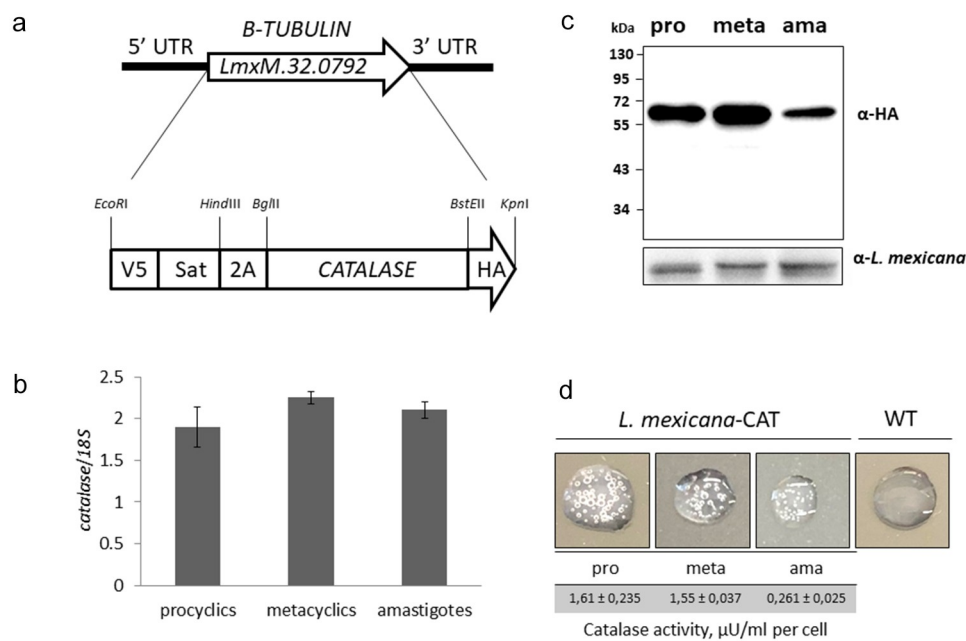 a
B-TUBULIN
5' UTR
3' UTR
LmxM.32.0792
EcoRI
HindIII
BglII
BstEII
KpnI
V5
Sat
2A
CATALASE
HA
b
catalase/18S
2.5
2
1.5
1
0.5
0
procyclics
metacyclics
amastigotes
c
kDa
pro
meta
ama
130
95
72
55
43
34
α-HA
α-L. mexicana
d
L. mexicana-CAT
WT
pro
meta
ama
1,61 ± 0,235
1,55 ± 0,037
0,261 ± 0,025
Catalase activity, μU/ml per cell